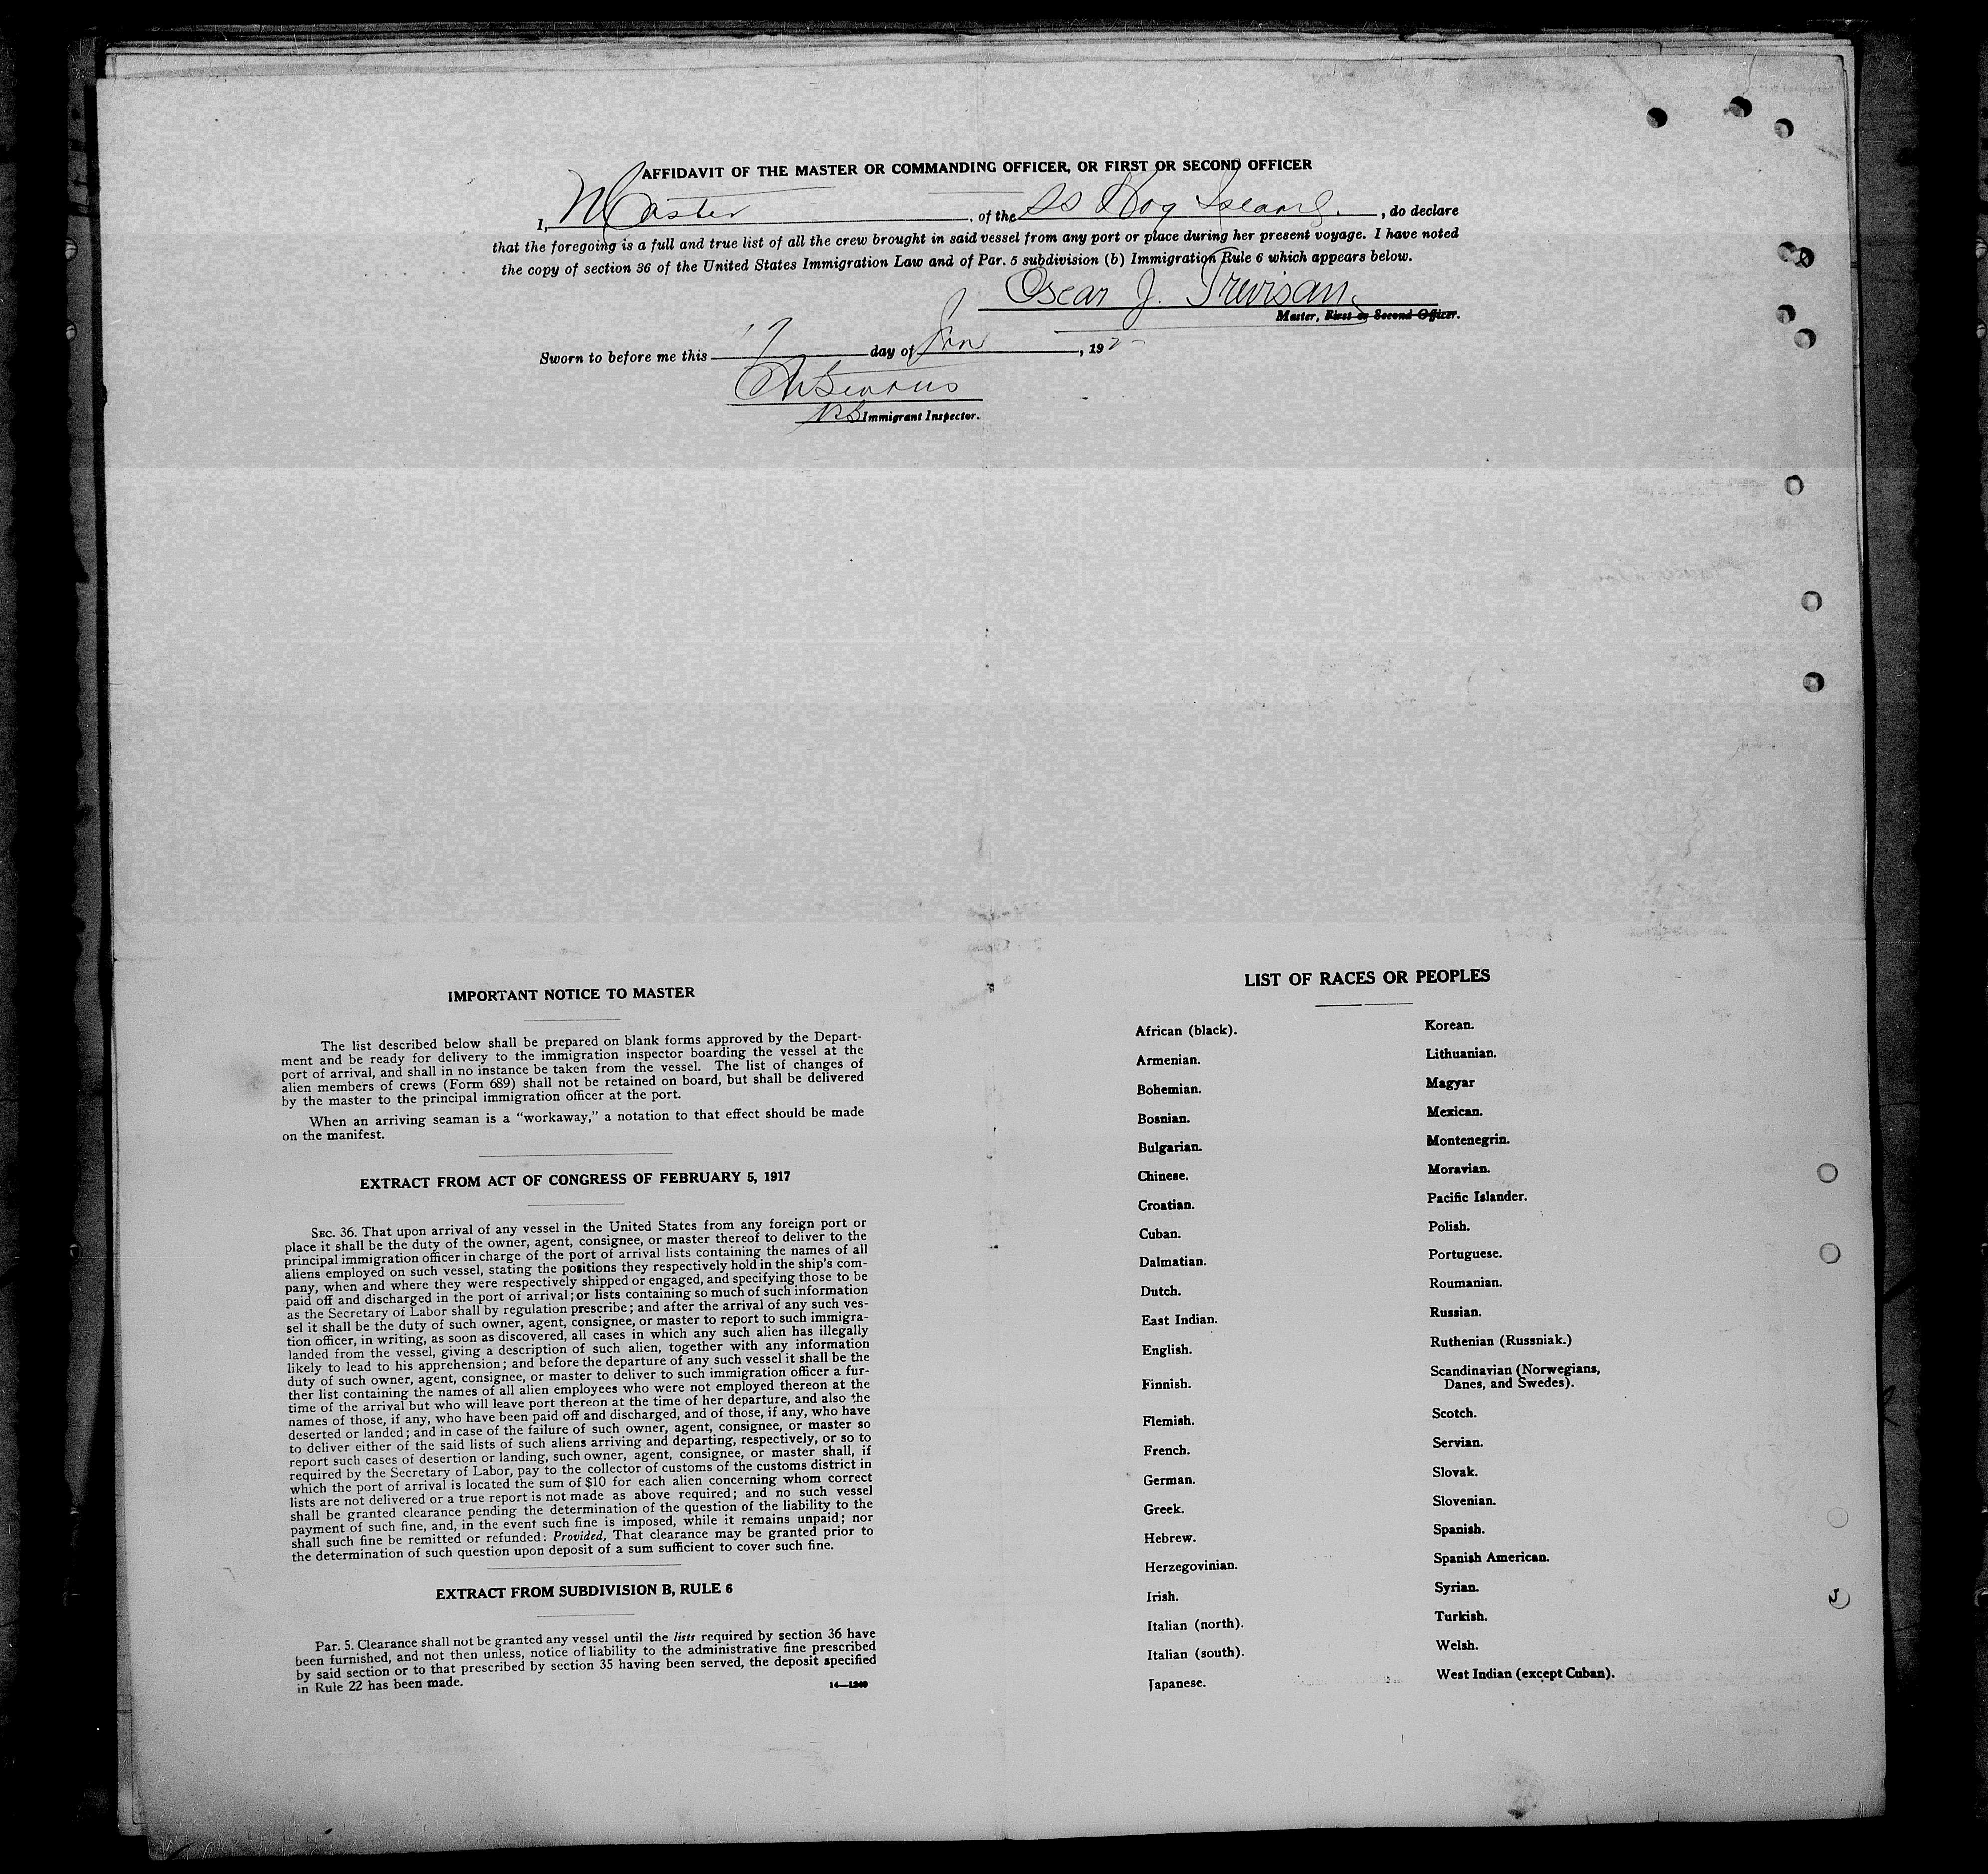 AFFIDAVIT OF THE MASTER OR COMMANDING OFFICER, OR FIRST OR SECOND OFFICER
I, Master, of the SS Hog Island, do declare
that the foregoing is a full and true list of all the crew brought in said vessel from any port or place during her present voyage. I have noted
the copy of section 36 of the United States Immigration Law and of Par. 5 subdivision (b) Immigration Rule 6 which appears below.
Oscar J. Trevisan
Master, First or Second Officer.
Sworn to before me this 17 day of Jan, 192
Immigrant Inspector.
IMPORTANT NOTICE TO MASTER
The list described below shall be prepared on blank forms approved by the Depart-
ment and be ready for delivery to the immigration inspector boarding the vessel at the
port of arrival, and shall in no instance be taken from the vessel. The list of changes of
alien members of crews (Form 689) shall not be retained on board, but shall be delivered
by the master to the principal immigration officer at the port.
When an arriving seaman is a "workaway," a notation to that effect should be made
on the manifest.
EXTRACT FROM ACT OF CONGRESS OF FEBRUARY 5, 1917
SEC. 36. That upon arrival of any vessel in the United States from any foreign port or
place it shall be the duty of the owner, agent, consignee, or master thereof to deliver to the
principal immigration officer in charge of the port of arrival lists containing the names of all
aliens employed on such vessel, stating the positions they respectively hold in the ship's com-
pany, when and where they were respectively shipped or engaged, and specifying those to be
paid off and discharged in the port of arrival; or lists containing so much of such information
as the Secretary of Labor shall by regulation prescribe; and after the arrival of any such ves-
sel it shall be the duty of such owner, agent, consignee, or master to report to such immigra-
tion officer, in writing, as soon as discovered, all cases in which any such alien has illegally
landed from the vessel, giving a description of such alien, together with any information
likely to lead to his apprehension; and before the departure of any such vessel it shall be the
duty of such owner, agent, consignee, or master to deliver to such immigration officer a fur-
ther list containing the names of all alien employees who were not employed thereon at the
time of the arrival but who will leave port thereon at the time of her departure, and also the
names of those, if any, who have been paid off and discharged, and of those, if any, who have
deserted or landed; and in case of the failure of such owner, agent, consignee, or master so
to deliver either of the said lists of such aliens arriving and departing, respectively, or so to
report such cases of desertion or landing, such owner, agent, consignee, or master shall, if
required by the Secretary of Labor, pay to the collector of customs of the customs district in
which the port of arrival is located the sum of $10 for each alien concerning whom correct
lists are not delivered or a true report is not made as above required; and no such vessel
shall be granted clearance pending the determination of the question of the liability to the
payment of such fine, and, in the event such fine is imposed, while it remains unpaid; nor
shall such fine be remitted or refunded: Provided, That clearance may be granted prior to
the determination of such question upon deposit of a sum sufficient to cover such fine.
EXTRACT FROM SUBDIVISION B, RULE 6
Par. 5. Clearance shall not be granted any vessel until the lists required by section 36 have
been furnished, and not then unless, notice of liability to the administrative fine prescribed
by said section or to that prescribed by section 35 having been served, the deposit specified
in Rule 22 has been made.
14—1240
LIST OF RACES OR PEOPLES
African (black).
Armenian.
Bohemian.
Bosnian.
Bulgarian.
Chinese.
Croatian.
Cuban.
Dalmatian.
Dutch.
East Indian.
English.
Finnish.
Flemish.
French.
German.
Greek.
Hebrew.
Herzegovinian.
Irish.
Italian (north).
Italian (south).
Japanese.
Korean.
Lithuanian.
Magyar
Mexican.
Montenegrin.
Moravian.
Pacific Islander.
Polish.
Portuguese.
Roumanian.
Russian.
Ruthenian (Russniak.)
Scandinavian (Norwegians,
Danes, and Swedes).
Scotch.
Servian.
Slovak.
Slovenian.
Spanish.
Spanish American.
Syrian.
Turkish.
Welsh.
West Indian (except Cuban).